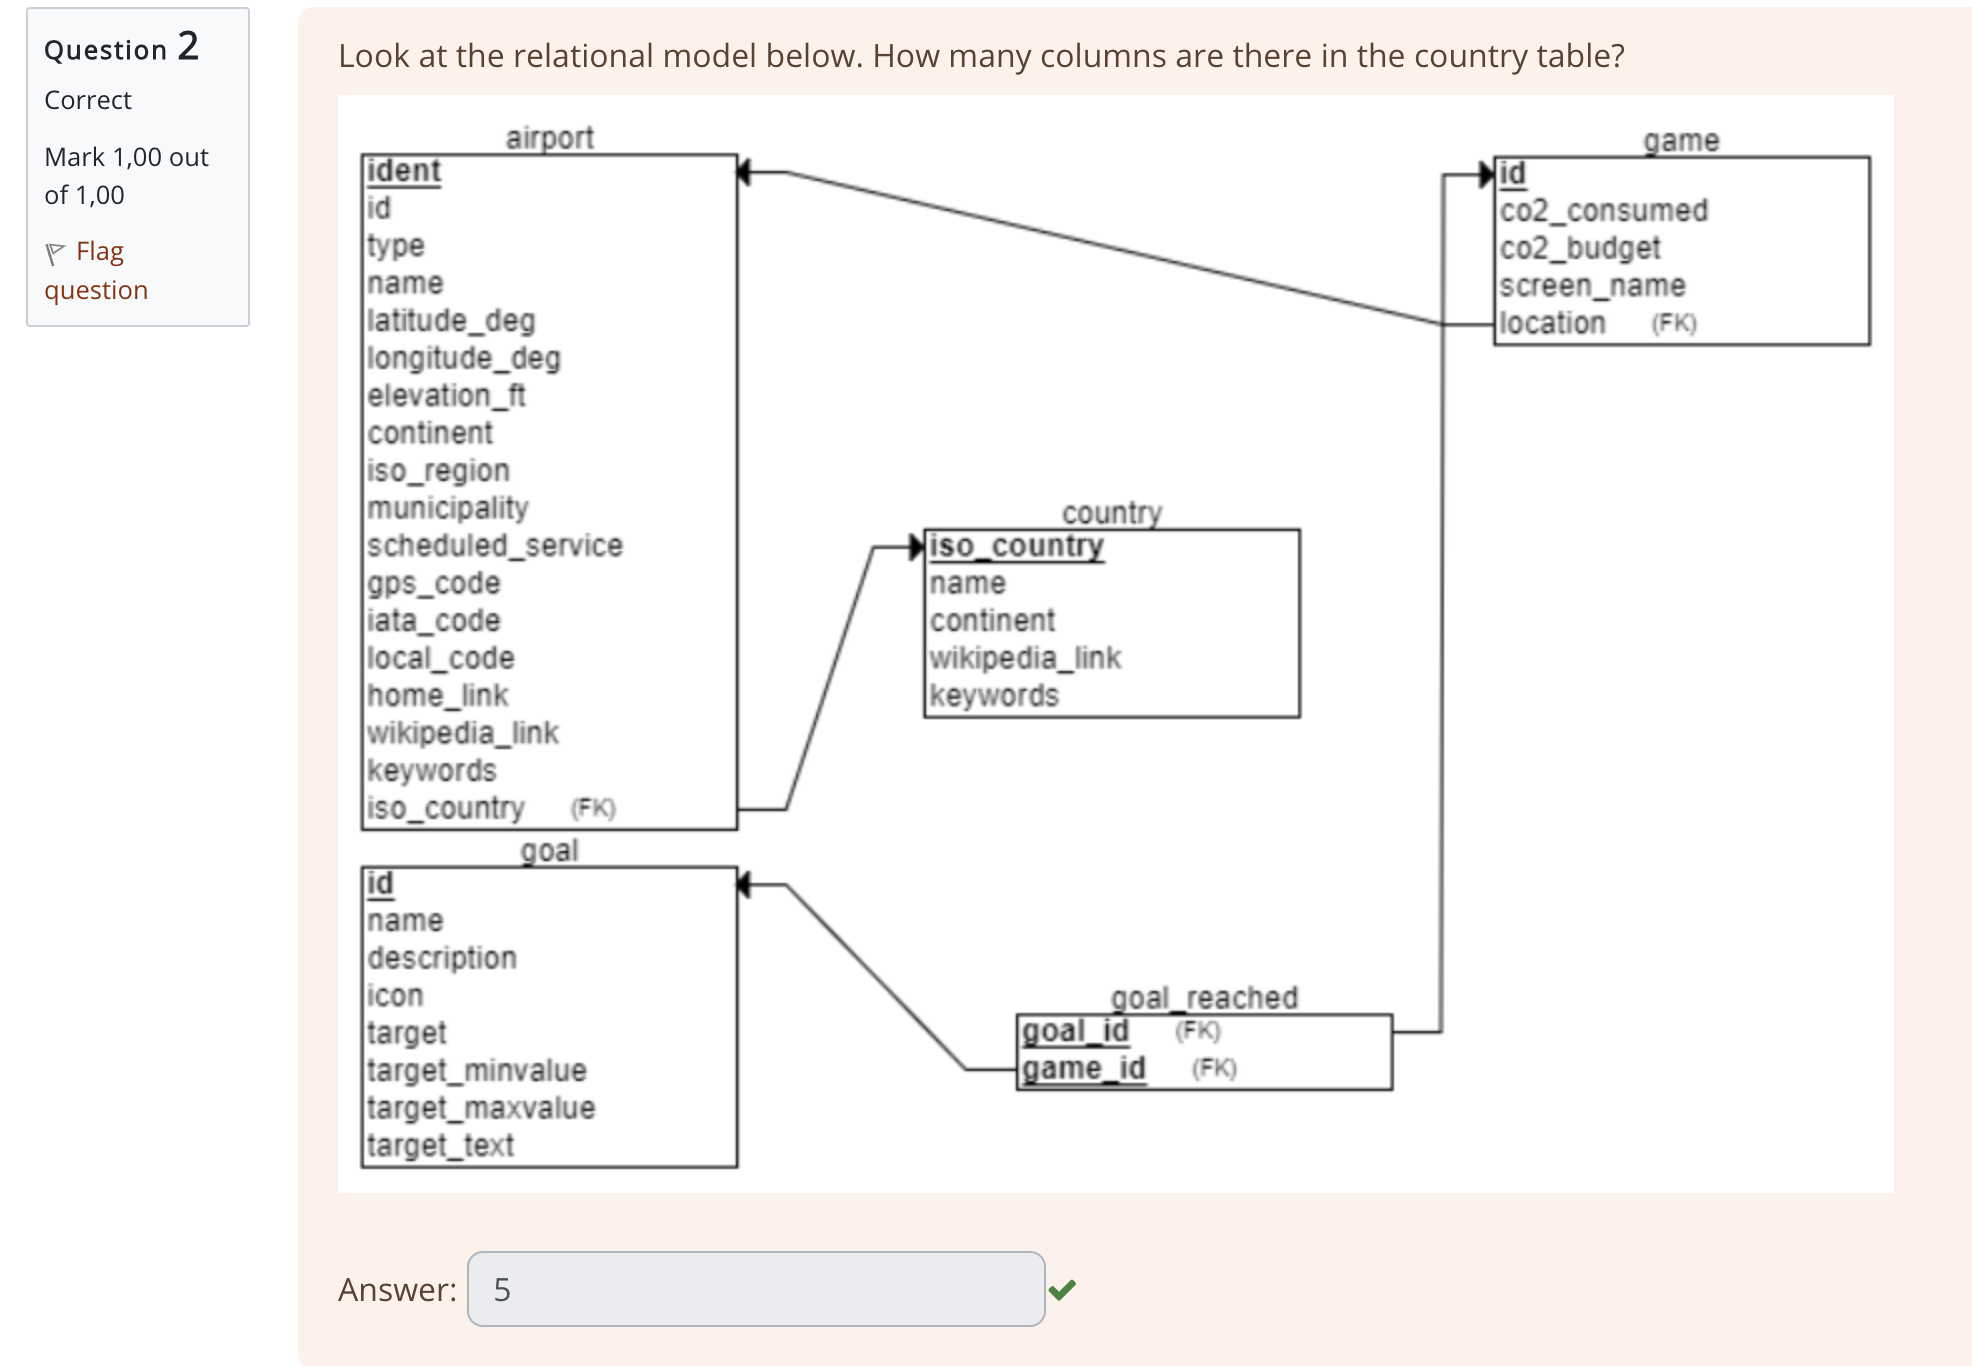 Question 2
Correct
Mark 1,00 out
of 1,00
Flag
question
Look at the relational model below. How many columns are there in the country table?
airport
ident
id
type
name
latitude_deg
longitude_deg
elevation_ft
continent
iso_region
municipality
scheduled_service
gps_code
iata_code
local_code
home_link
wikipedia_link
keywords
iso_country (FK)
game
id
co2_consumed
co2_budget
screen_name
location (FK)
country
iso_country
name
continent
wikipedia_link
keywords
goal
id
name
description
icon
target
target_minvalue
target_maxvalue
target_text
goal_reached
goal_id (FK)
game_id (FK)
Answer: 5